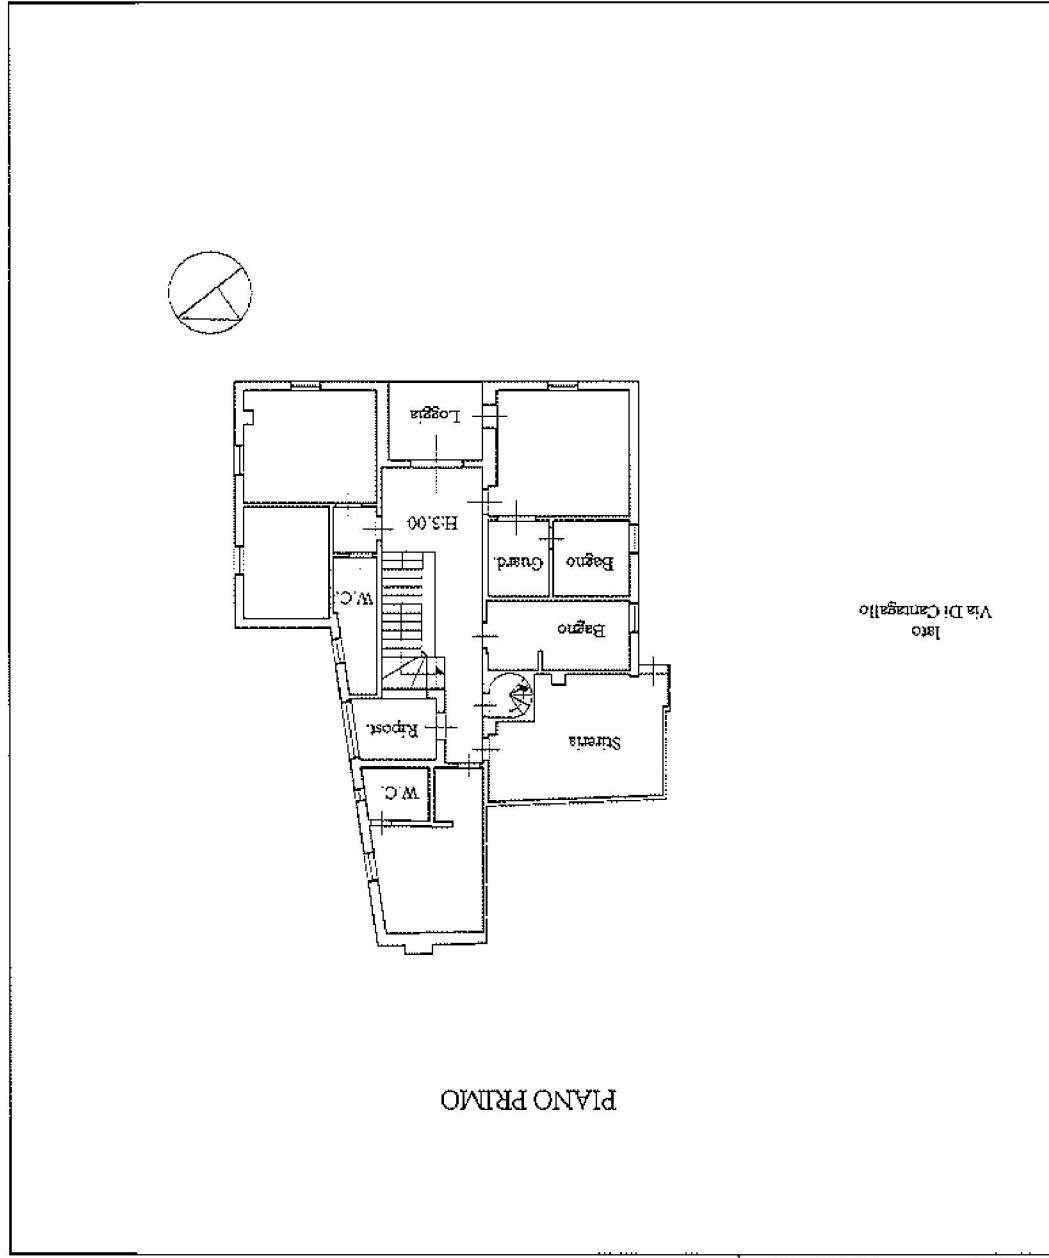 PIANO PRIMO
W.C.
Stireria
Ripost.
lato
Via Di Cantagallo
Bagno
W.C.
Bagno
Guard.
H:3.00
Loggia